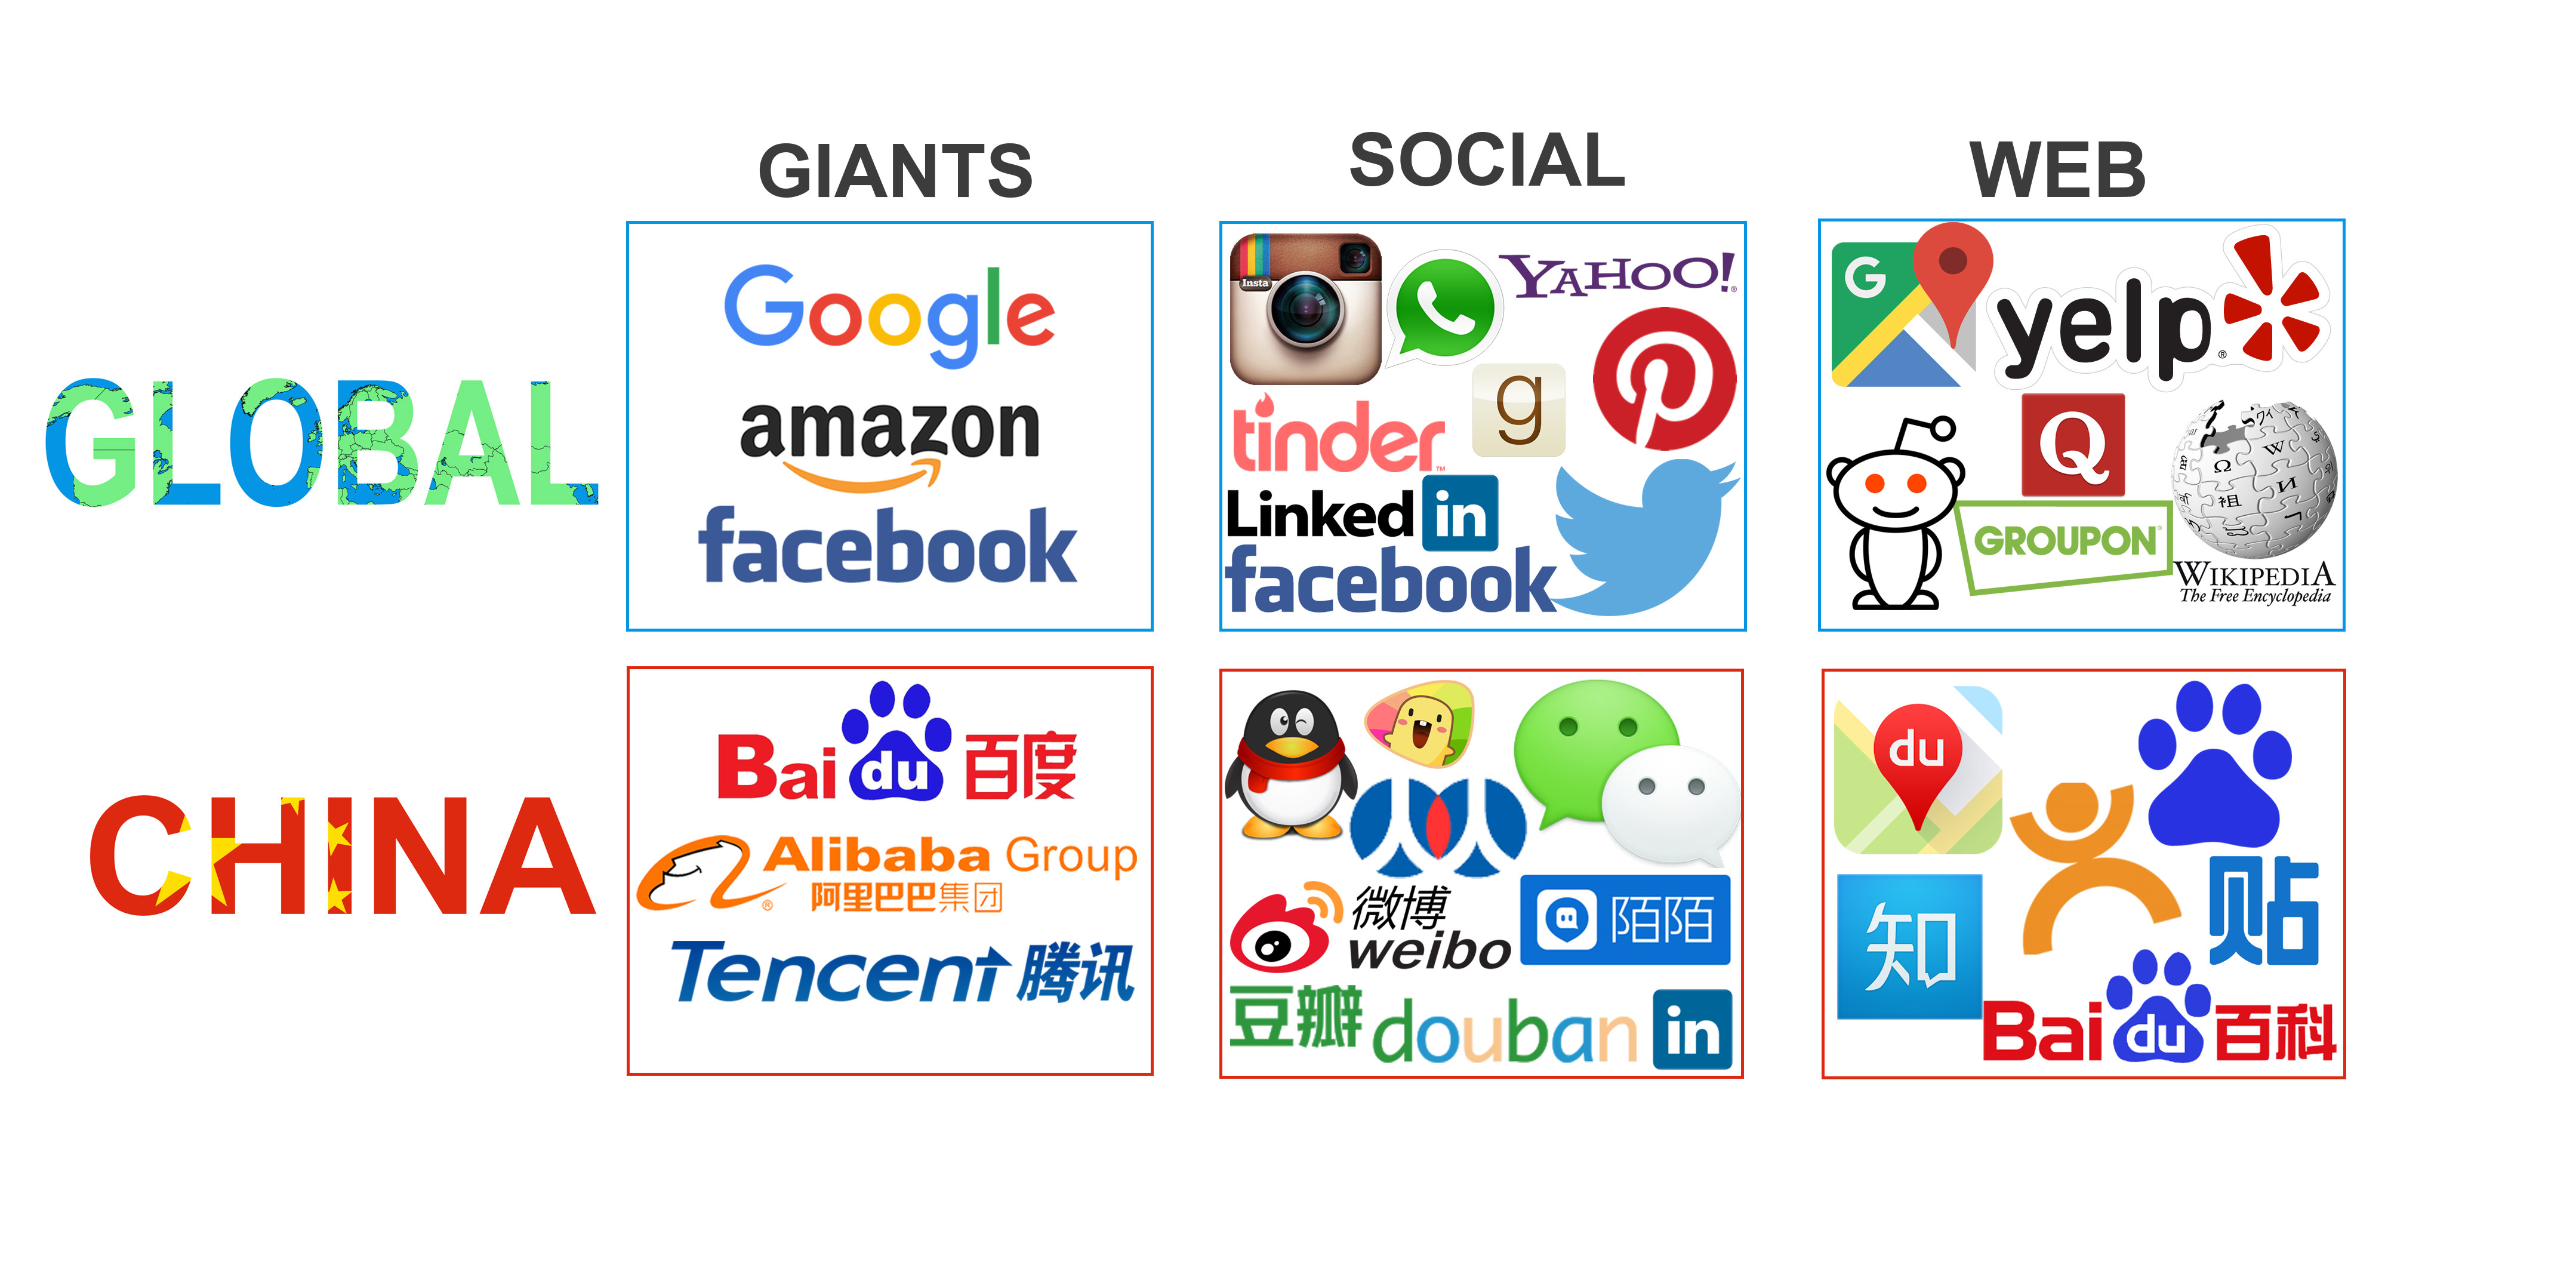 GIANTS
SOCIAL
WEB
GLOBAL
Google
amazon
facebook
Insta
YAHOO!
g
tinder
Linked in
facebook
G
yelp
Q
GROUPON
Ω W
И
祖
WIKIPEDIA
The Free Encyclopedia
CHINA
Bai du 百度
Alibaba Group
阿里巴巴集团
Tencent 腾讯
微博
weibo
陌陌
豆瓣 douban
in
du
知
贴
Bai du 百科